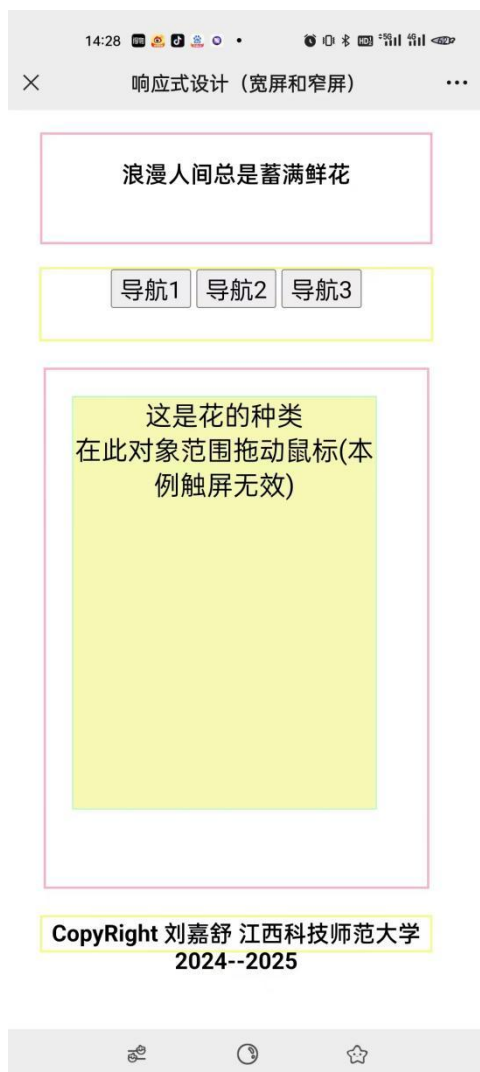 14:28
响应式设计（宽屏和窄屏）
浪漫人间总是蓄满鲜花
导航1 导航2 导航3
这是花的种类
在此对象范围拖动鼠标(本
例触屏无效)
CopyRight 刘嘉舒 江西科技师范大学
2024--2025